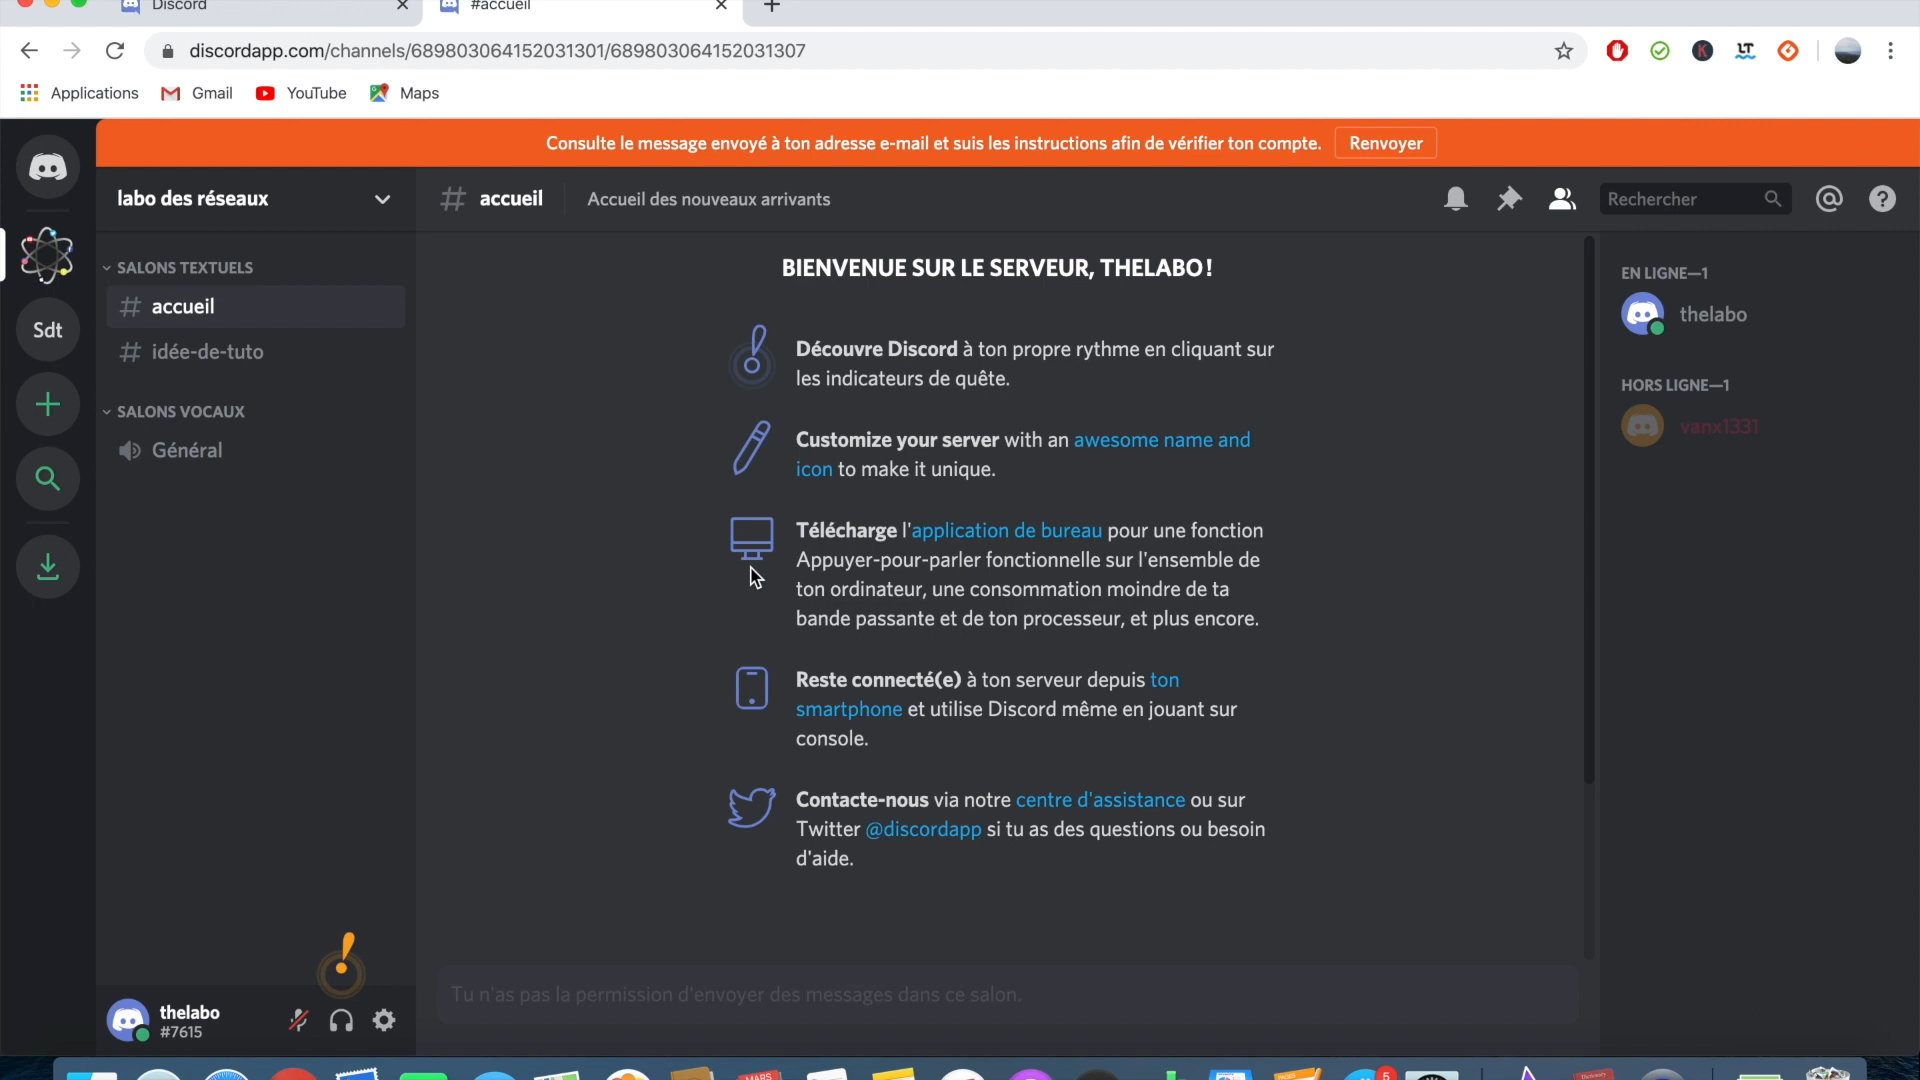 Discord
#accueil
discordapp.com/channels/689803064152031301/689803064152031307
Applications
Gmail
YouTube
Maps
Consulte le message envoyé à ton adresse e-mail et suis les instructions afin de vérifier ton compte.
Renvoyer
labo des réseaux
accueil
Accueil des nouveaux arrivants
Rechercher
SALONS TEXTUELS
accueil
idée-de-tuto
SALONS VOCAUX
Général
Sdt
BIENVENUE SUR LE SERVEUR, THELABO !
Découvre Discord à ton propre rythme en cliquant sur
les indicateurs de quête.
Customize your server with an awesome name and
icon to make it unique.
Télécharge l'application de bureau pour une fonction
Appuyer-pour-parler fonctionnelle sur l'ensemble de
ton ordinateur, une consommation moindre de ta
bande passante et de ton processeur, et plus encore.
Reste connecté(e) à ton serveur depuis ton
smartphone et utilise Discord même en jouant sur
console.
Contacte-nous via notre centre d'assistance ou sur
Twitter @discordapp si tu as des questions ou besoin
d'aide.
Tu n'as pas la permission d'envoyer des messages dans ce salon.
EN LIGNE—1
thelabo
HORS LIGNE—1
vanx1331
thelabo
#7615
MARS
PAGES
5
Dictionary